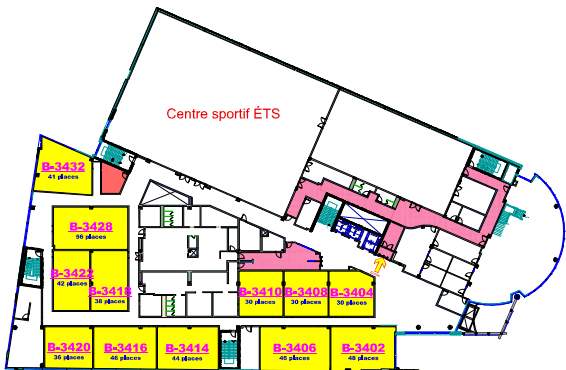 Centre sportif ÉTS
B-3432
41 places
B-3428
96 places
B-3422
42 places
B-3418
38 places
B-3410
30 places
B-3408
30 places
B-3404
30 places
B-3420
36 places
B-3416
46 places
B-3414
44 places
B-3406
45 places
B-3402
48 places